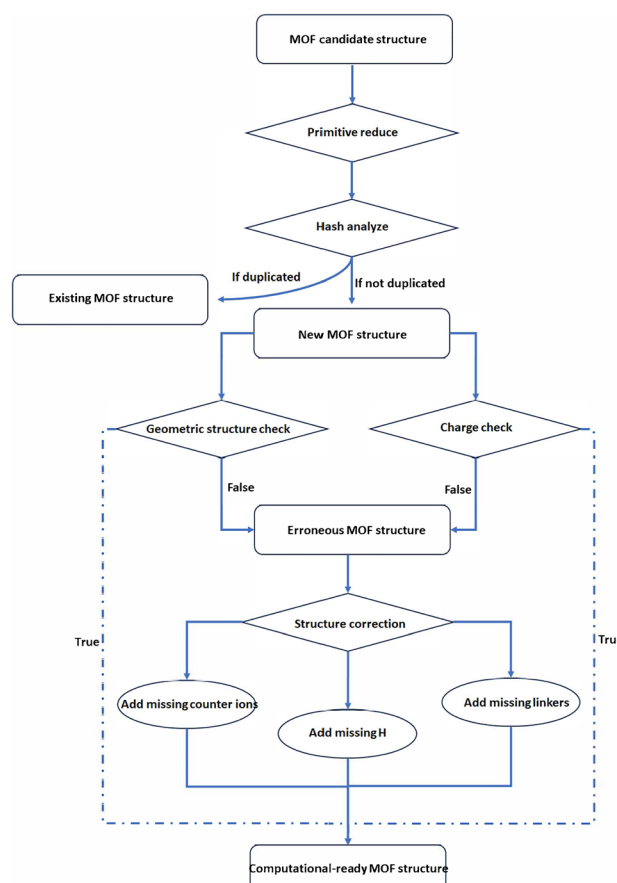 MOF candidate structure
Primitive reduce
Hash analyze
If duplicated
If not duplicated
Existing MOF structure
New MOF structure
Geometric structure check
Charge check
False
False
Erroneous MOF structure
Structure correction
True
Tru
Add missing counter ions
Add missing H
Add missing linkers
Computational-ready MOF structure